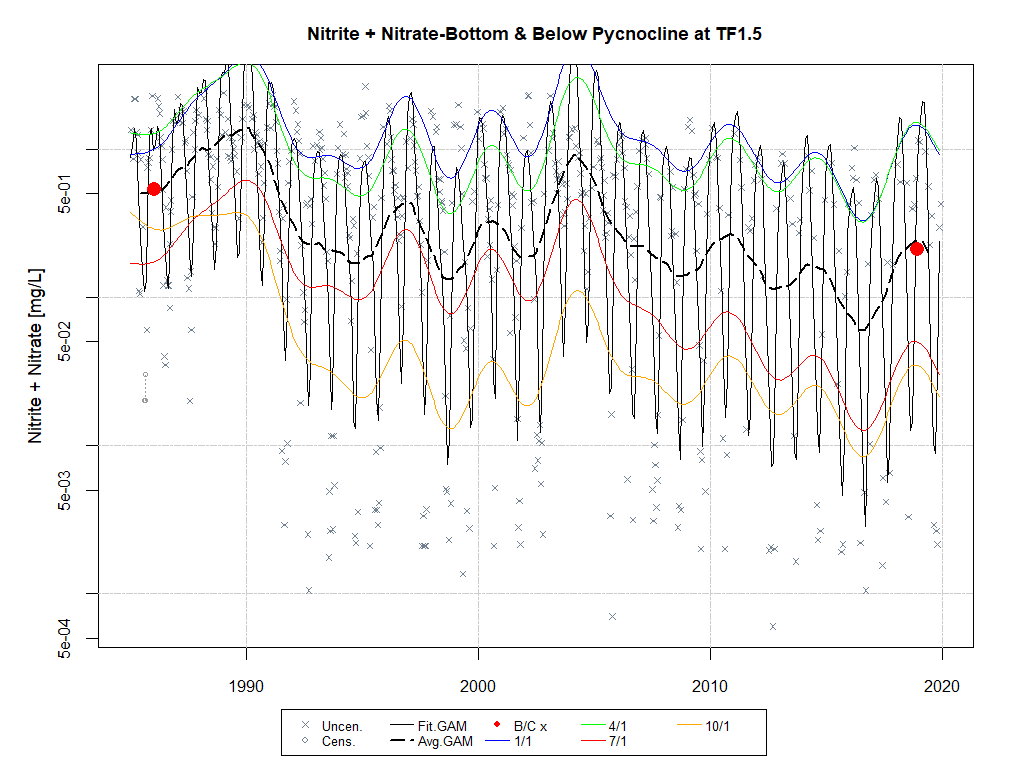 Nitrite + Nitrate-Bottom & Below Pycnocline at TF1.5
Nitrite + Nitrate [mg/L]
5e-01
5e-02
5e-03
5e-04
1990 2000 2010 2020
Uncen. Fit.GAM B/C x 4/1 10/1
Cens. Avg.GAM 1/1 7/1